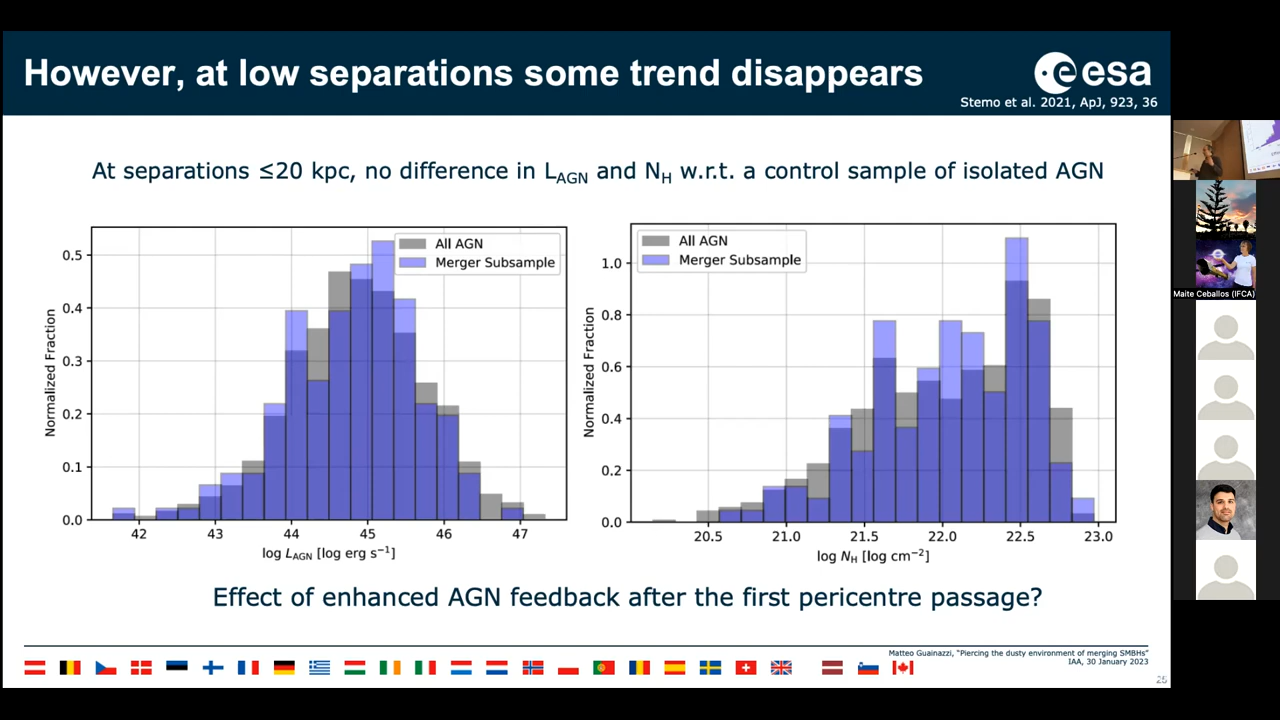 However, at low separations some trend disappears
esa
Stemo et al. 2021, ApJ, 923, 36
At separations ≤20 kpc, no difference in L_AGN and N_H w.r.t. a control sample of isolated AGN
All AGN
Merger Subsample
0.5
0.4
0.3
0.2
0.1
0.0
Normalized Fraction
42 43 44 45 46 47
log L_AGN [log erg s⁻¹]
All AGN
Merger Subsample
1.0
0.8
0.6
0.4
0.2
0.0
Normalized Fraction
20.5 21.0 21.5 22.0 22.5 23.0
log N_H [log cm⁻²]
Effect of enhanced AGN feedback after the first pericentre passage?
Matteo Guainazzi, “Piercing the dusty environment of merging SMBHs”
IAA, 30 January 2023
25
Maite Ceballos (IFCA)